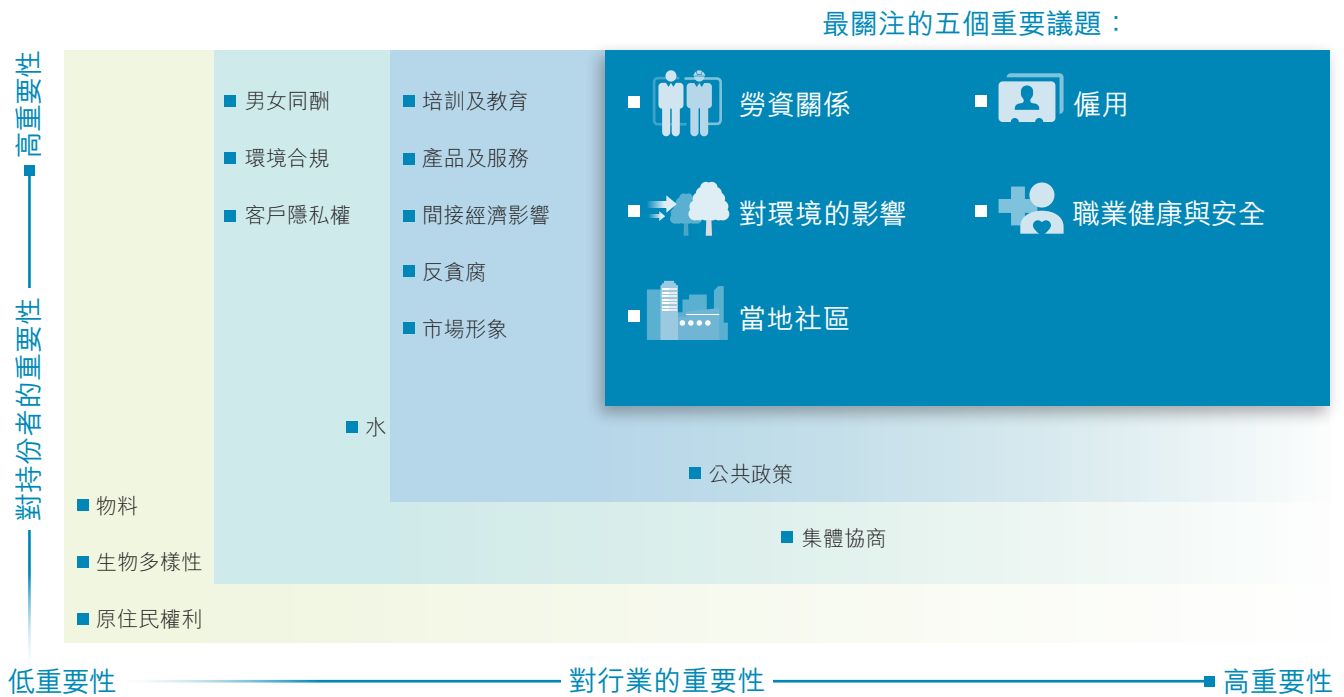 最關注的五個重要議題：
高重要性
對持份者的重要性
男女同酬
環境合規
客戶隱私權
水
培訓及教育
產品及服務
間接經濟影響
反貪腐
市場形象
勞資關係
僱用
對環境的影響
職業健康與安全
當地社區
公共政策
集體協商
物料
生物多樣性
原住民權利
低重要性
對行業的重要性
高重要性